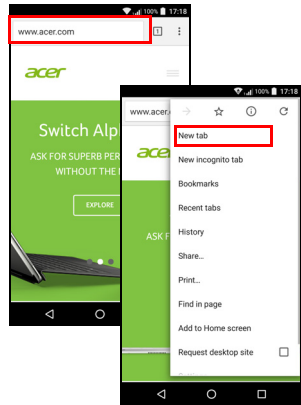 100% 17:18
www.acer.com
1
acer
Switch Alp
ASK FOR SUPERB PER
WITHOUT THE
EXPLORE
100% 17:18
www.acer.
New tab
New incognito tab
Bookmarks
Recent tabs
History
Share...
Print...
Find in page
Add to Home screen
Request desktop site
ace
ASK F